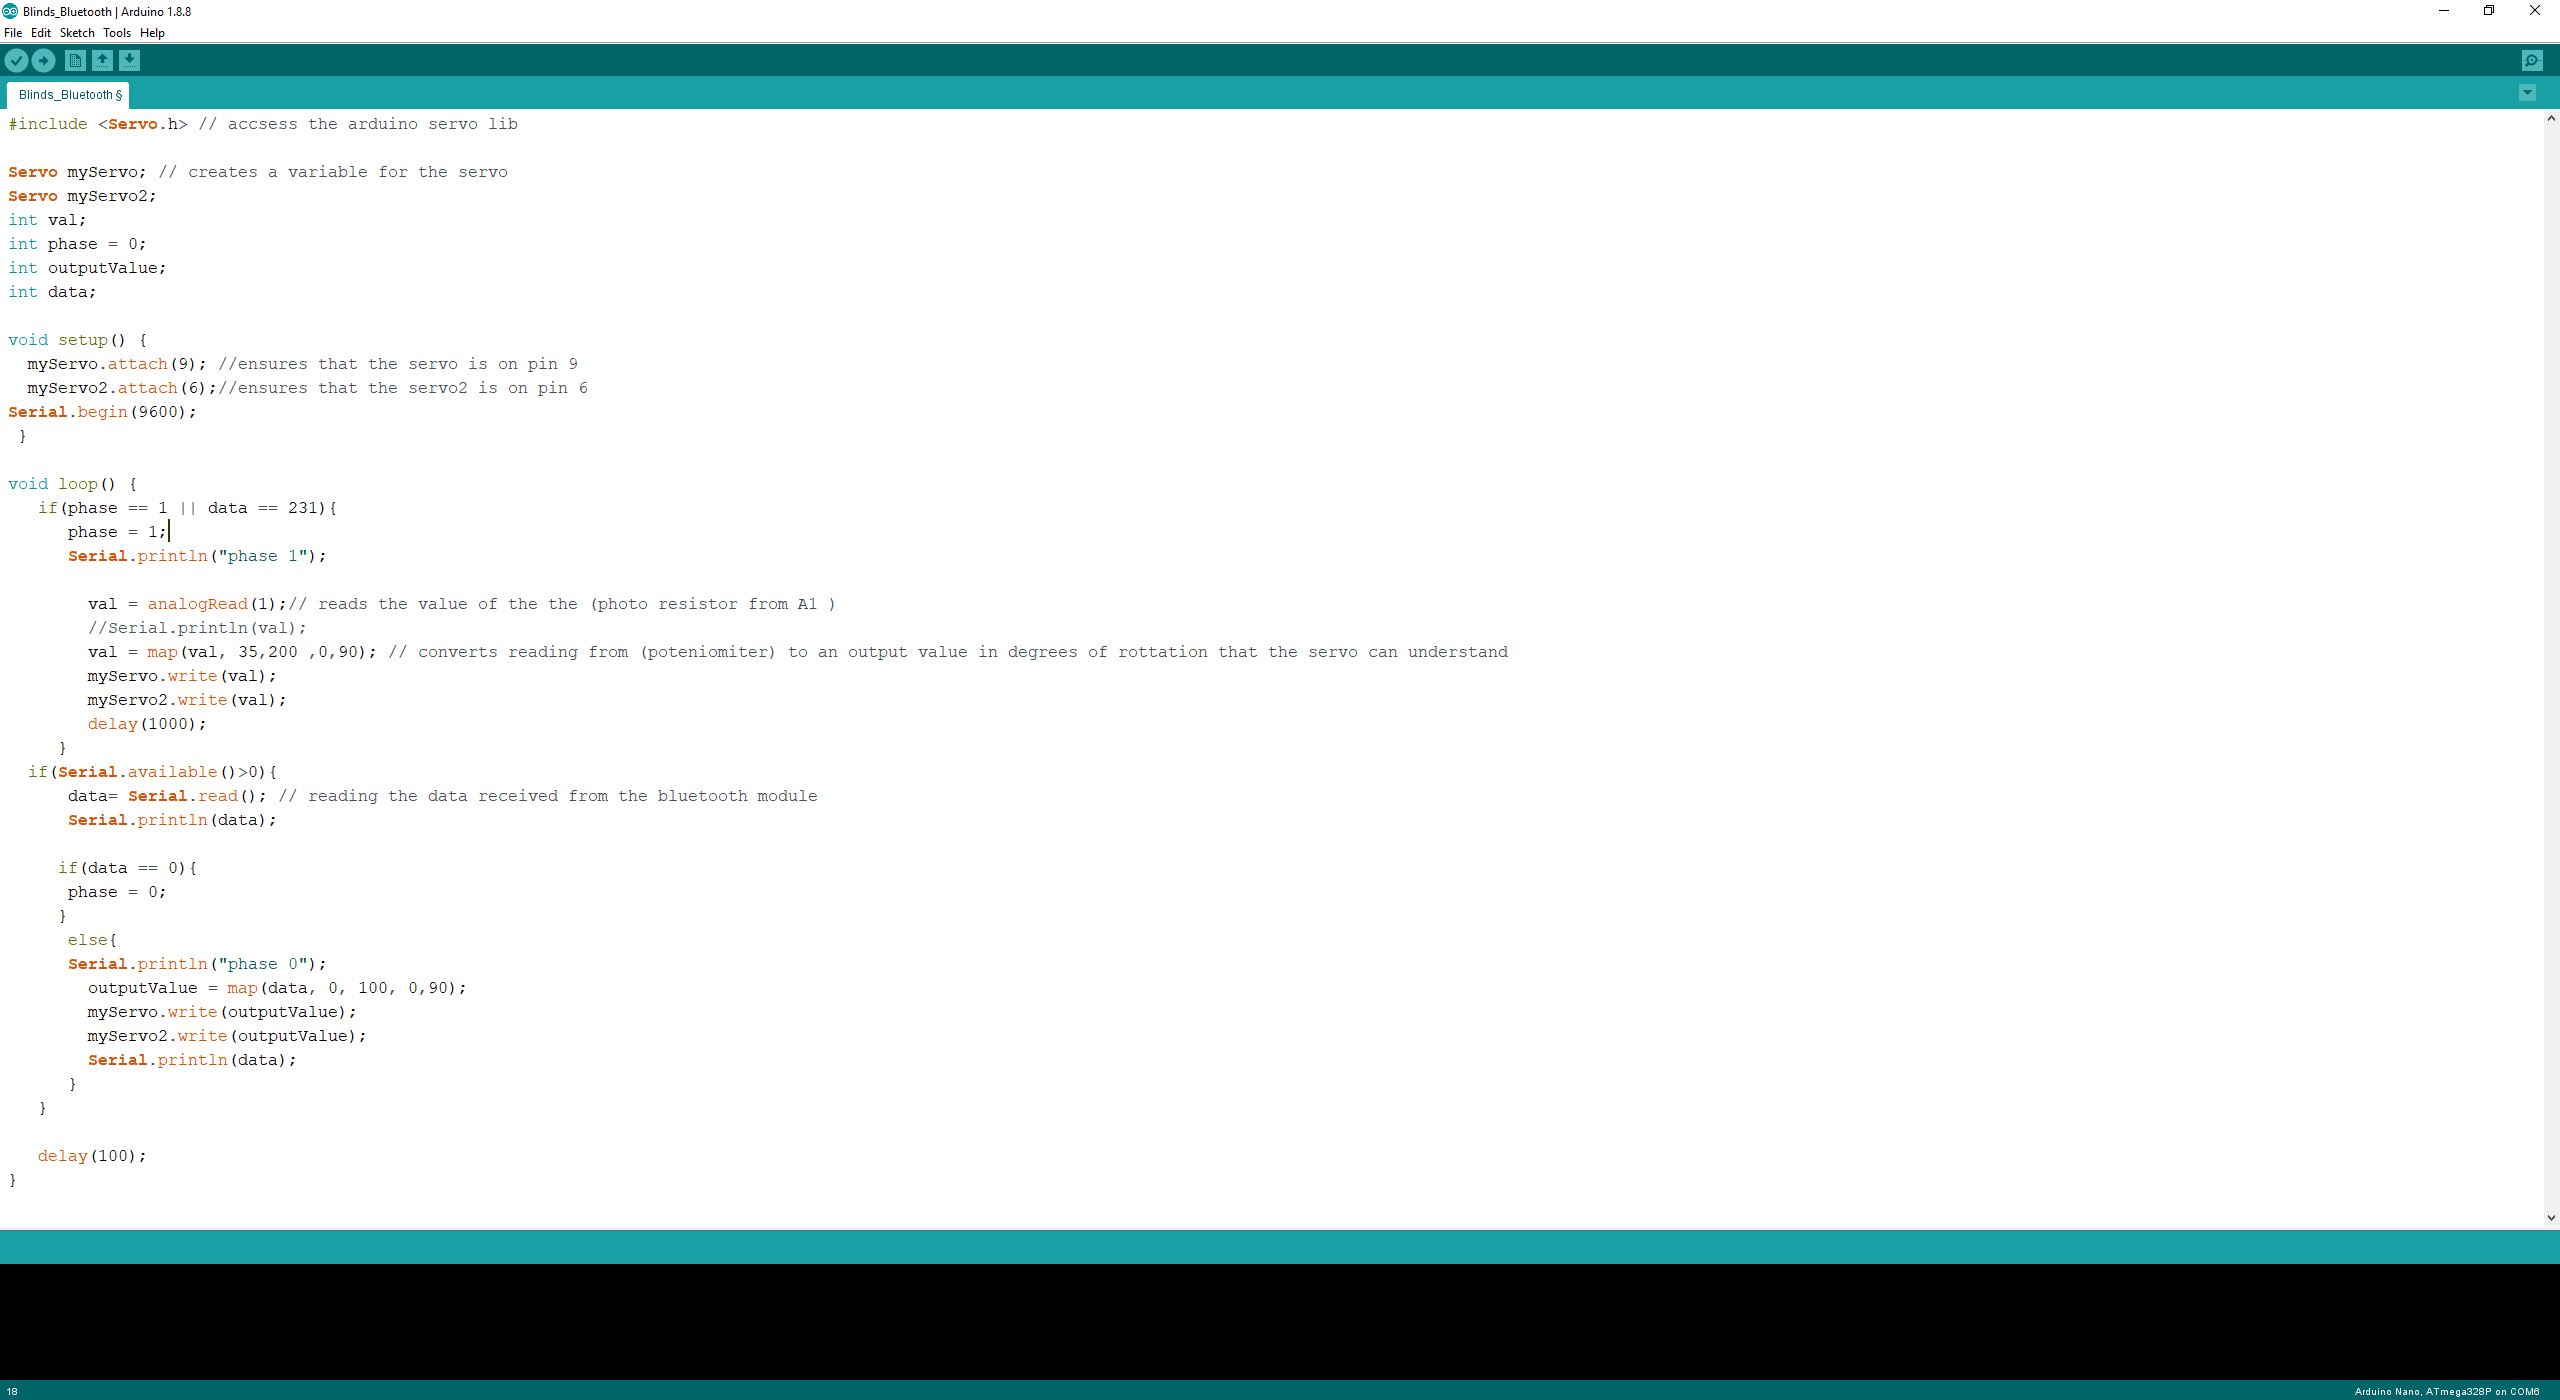 Blinds_Bluetooth | Arduino 1.8.8
File Edit Sketch Tools Help
Blinds_Bluetooth §
#include <Servo.h> // accsess the arduino servo lib
Servo myServo; // creates a variable for the servo
Servo myServo2;
int val;
int phase = 0;
int outputValue;
int data;
void setup() {
myServo.attach(9); //ensures that the servo is on pin 9
myServo2.attach(6);//ensures that the servo2 is on pin 6
Serial.begin(9600);
}
void loop() {
if(phase == 1 || data == 231){
phase = 1;
Serial.println("phase 1");
val = analogRead(1);// reads the value of the the (photo resistor from A1 )
//Serial.println(val);
val = map(val, 35,200 ,0,90); // converts reading from (poteniomiter) to an output value in degrees of rottation that the servo can understand
myServo.write(val);
myServo2.write(val);
delay(1000);
}
if(Serial.available()>0){
data= Serial.read(); // reading the data received from the bluetooth module
Serial.println(data);
if(data == 0){
phase = 0;
}
else{
Serial.println("phase 0");
outputValue = map(data, 0, 100, 0,90);
myServo.write(outputValue);
myServo2.write(outputValue);
Serial.println(data);
}
}
delay(100);
}
18
Arduino Nano, ATmega328P on COM6